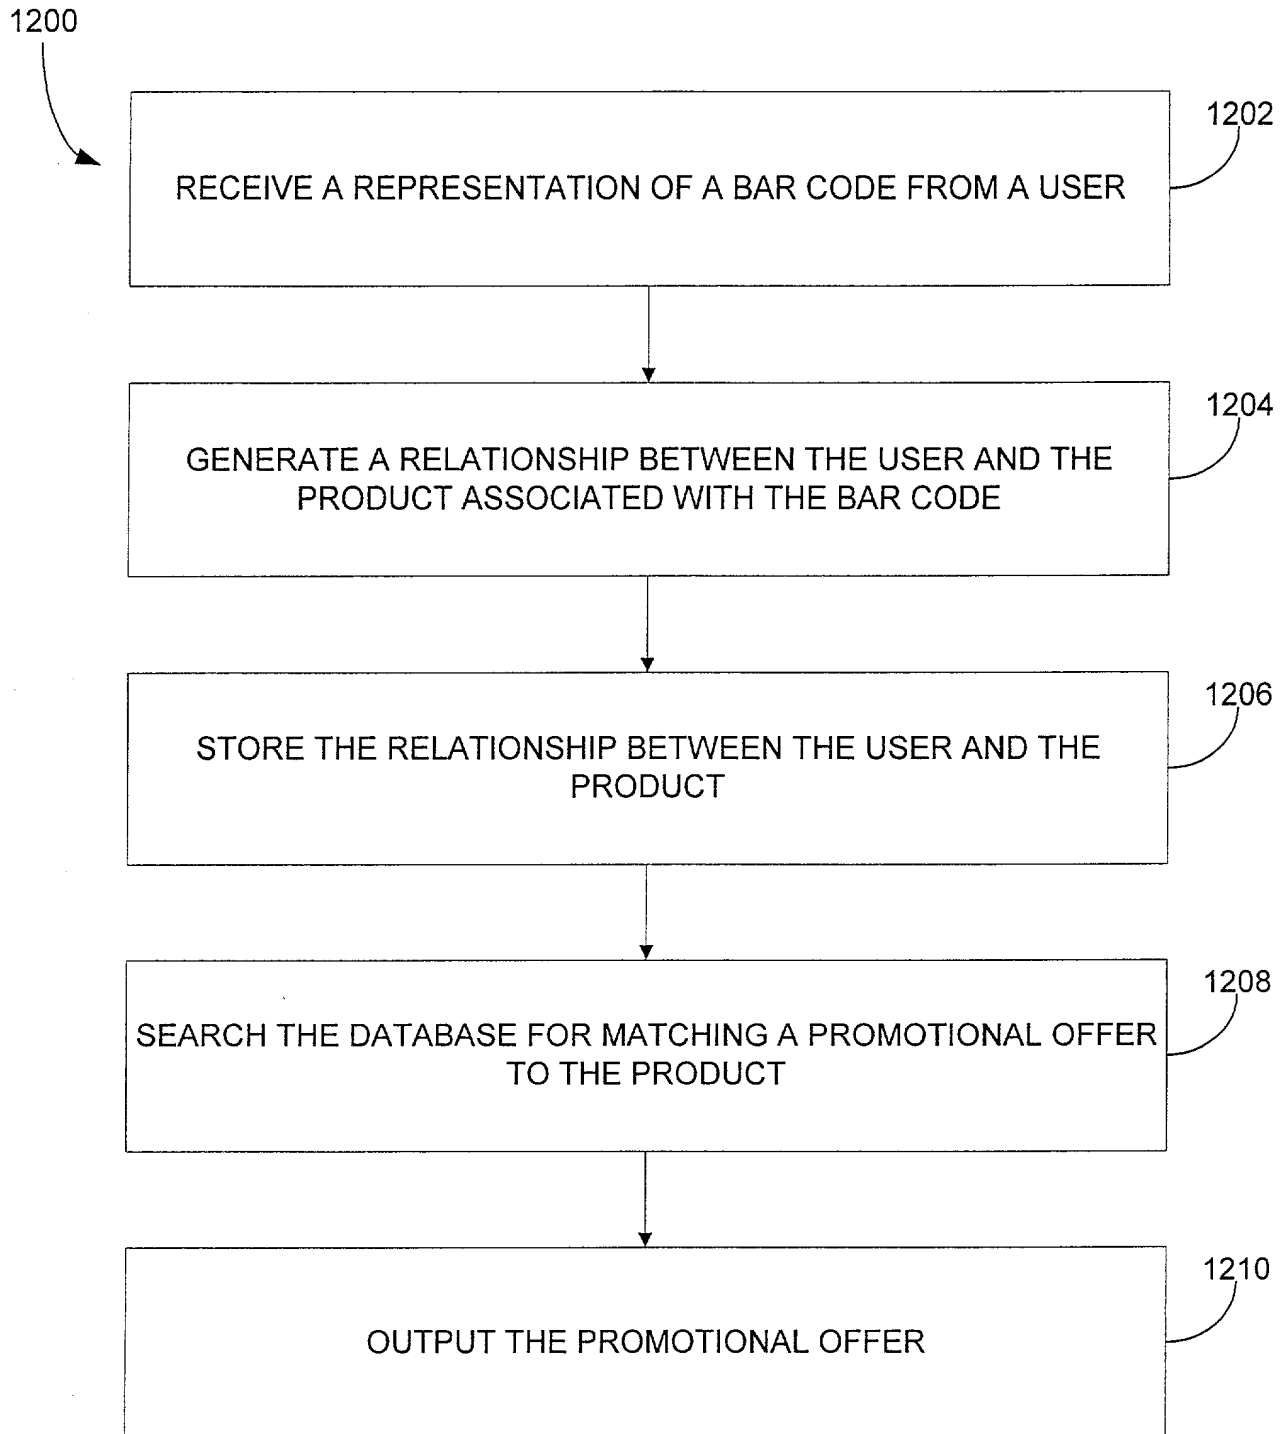 1200
1202
RECEIVE A REPRESENTATION OF A BAR CODE FROM A USER
1204
GENERATE A RELATIONSHIP BETWEEN THE USER AND THE
PRODUCT ASSOCIATED WITH THE BAR CODE
1206
STORE THE RELATIONSHIP BETWEEN THE USER AND THE
PRODUCT
1208
SEARCH THE DATABASE FOR MATCHING A PROMOTIONAL OFFER
TO THE PRODUCT
1210
OUTPUT THE PROMOTIONAL OFFER